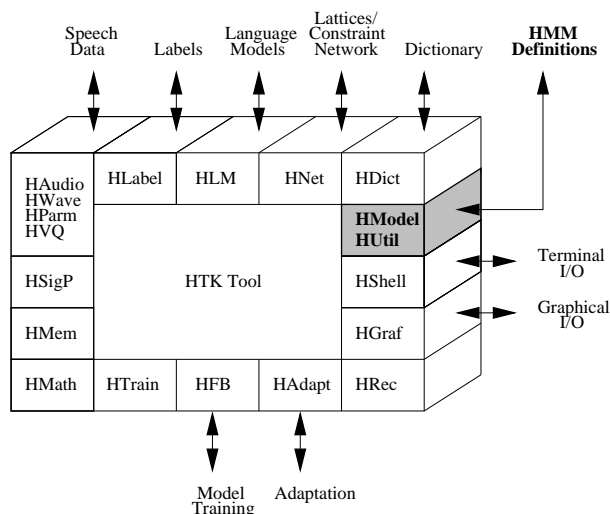 Speech
Data
Labels
Language
Models
Lattices/
Constraint
Network
Dictionary
HMM
Definitions
HAudio
HWave
HParm
HVQ
HLabel
HLM
HNet
HDict
HModel
HUtil
HSigP
HTK Tool
HShell
Terminal
I/O
HMem
HGraf
Graphical
I/O
HMath
HTrain
HFB
HAdapt
HRec
Model
Training
Adaptation